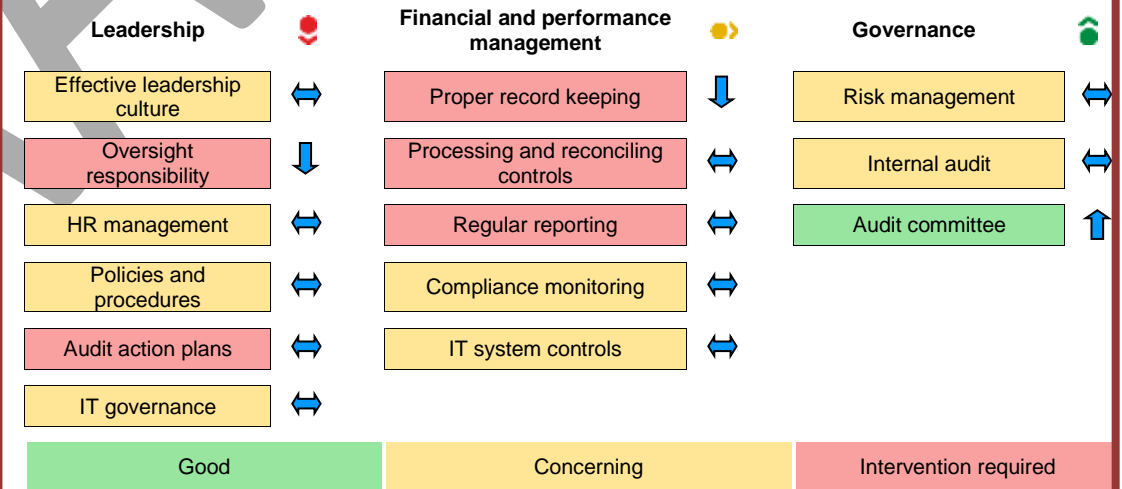 Leadership
Financial and performance
management
Governance
Effective leadership
culture
Proper record keeping
Risk management
Oversight
responsibility
Processing and reconciling
controls
Internal audit
HR management
Regular reporting
Audit committee
Policies and
procedures
Compliance monitoring
Audit action plans
IT system controls
IT governance
Good
Concerning
Intervention required